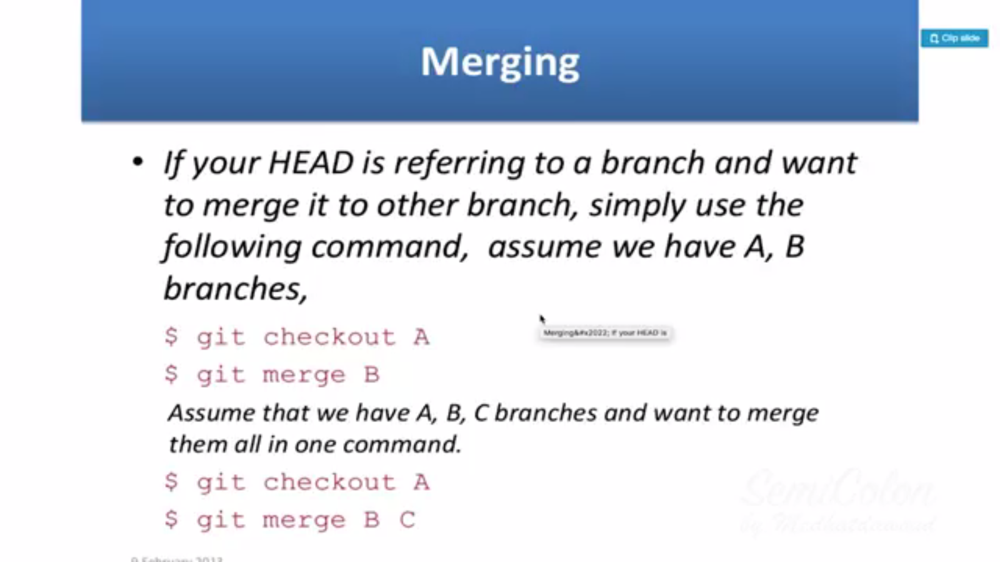 Merging
Clip slide
• If your HEAD is referring to a branch and want
to merge it to other branch, simply use the
following command, assume we have A, B
branches,
$ git checkout A
Merging&#x2022; If your HEAD is
$ git merge B
Assume that we have A, B, C branches and want to merge
them all in one command.
$ git checkout A
$ git merge B C
SemiColon
by
9 February 2013